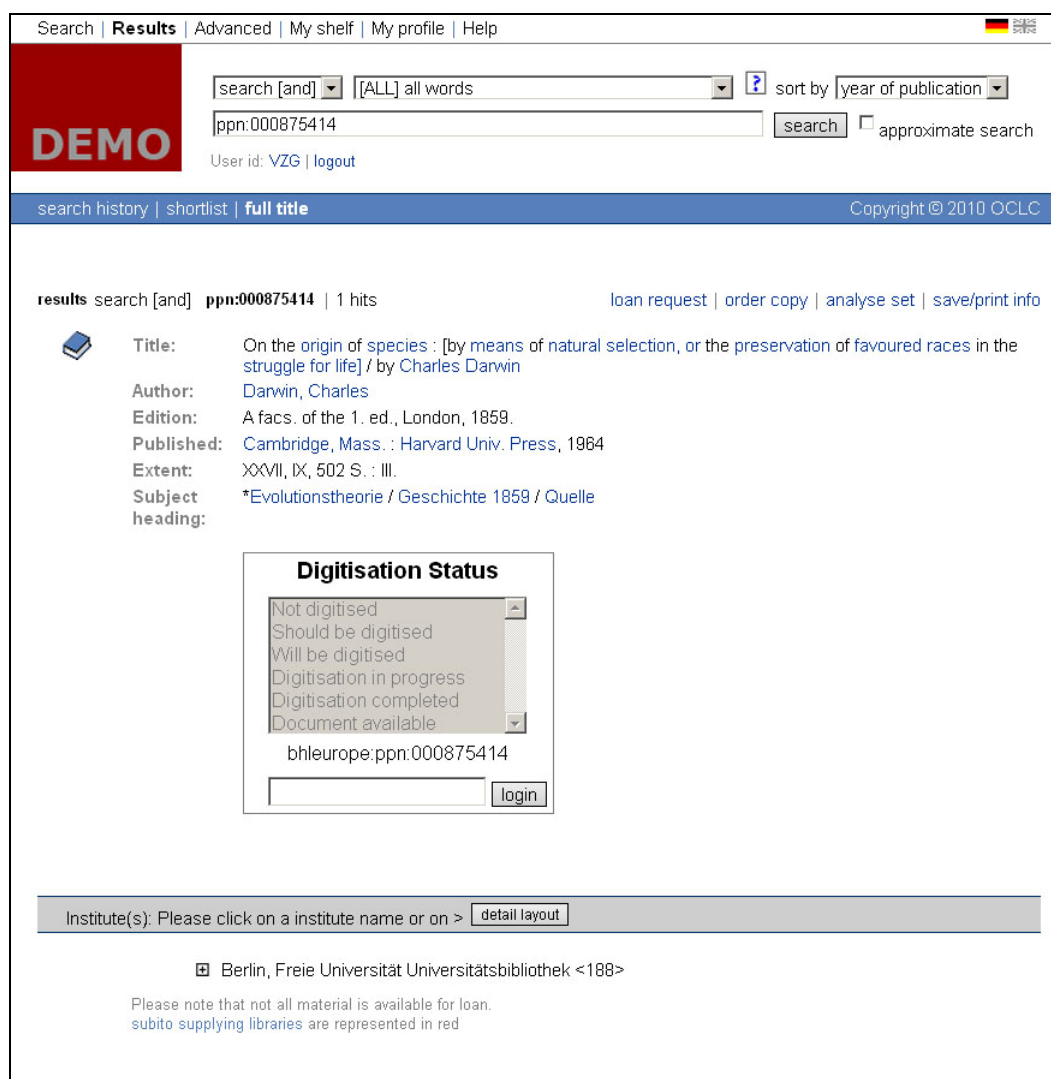 Search | Results | Advanced | My shelf | My profile | Help
DEMO
search [and] [ALL] all words ? sort by year of publication
ppn:000875414 search approximate search
User id: VZG | logout
search history | shortlist | full title Copyright © 2010 OCLC
results search [and] ppn:000875414 | 1 hits loan request | order copy | analyse set | save/print info
Title: On the origin of species : [by means of natural selection, or the preservation of favoured races in the
struggle for life] / by Charles Darwin
Author: Darwin, Charles
Edition: A facs. of the 1. ed., London, 1859.
Published: Cambridge, Mass. : Harvard Univ. Press, 1964
Extent: XXVII, IX, 502 S. : Ill.
Subject *Evolutionstheorie / Geschichte 1859 / Quelle
heading:
Digitisation Status
Not digitised
Should be digitised
Will be digitised
Digitisation in progress
Digitisation completed
Document available
bhleurope:ppn:000875414
login
Institute(s): Please click on a institute name or on > detail layout
Berlin, Freie Universität Universitätsbibliothek <188>
Please note that not all material is available for loan.
subito supplying libraries are represented in red